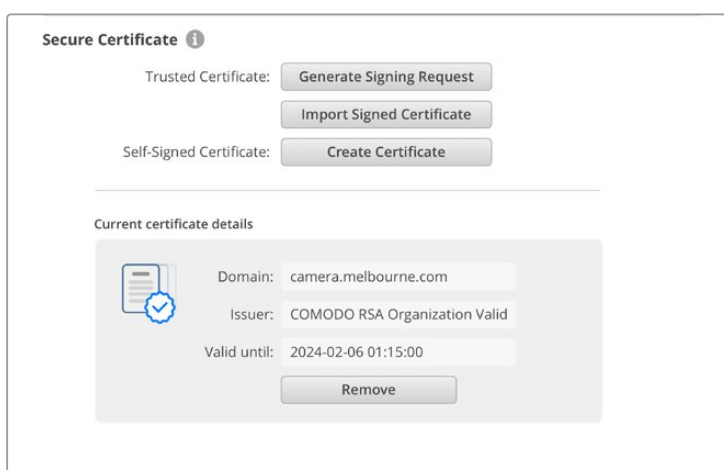 Secure Certificate
Trusted Certificate: Generate Signing Request
Import Signed Certificate
Self-Signed Certificate: Create Certificate
Current certificate details
Domain: camera.melbourne.com
Issuer: COMODO RSA Organization Valid
Valid until: 2024-02-06 01:15:00
Remove